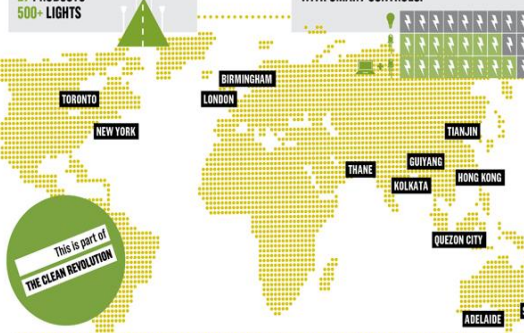 PRODUCTS
500+ LIGHTS
BIRMINGHAM
TORONTO
LONDON
NEW YORK
TIANJIN
GUIYANG
THANE
HONG KONG
KOLKATA
QUEZON CITY
This is part of
THE CLEAN REVOLUTION
ADELAIDE